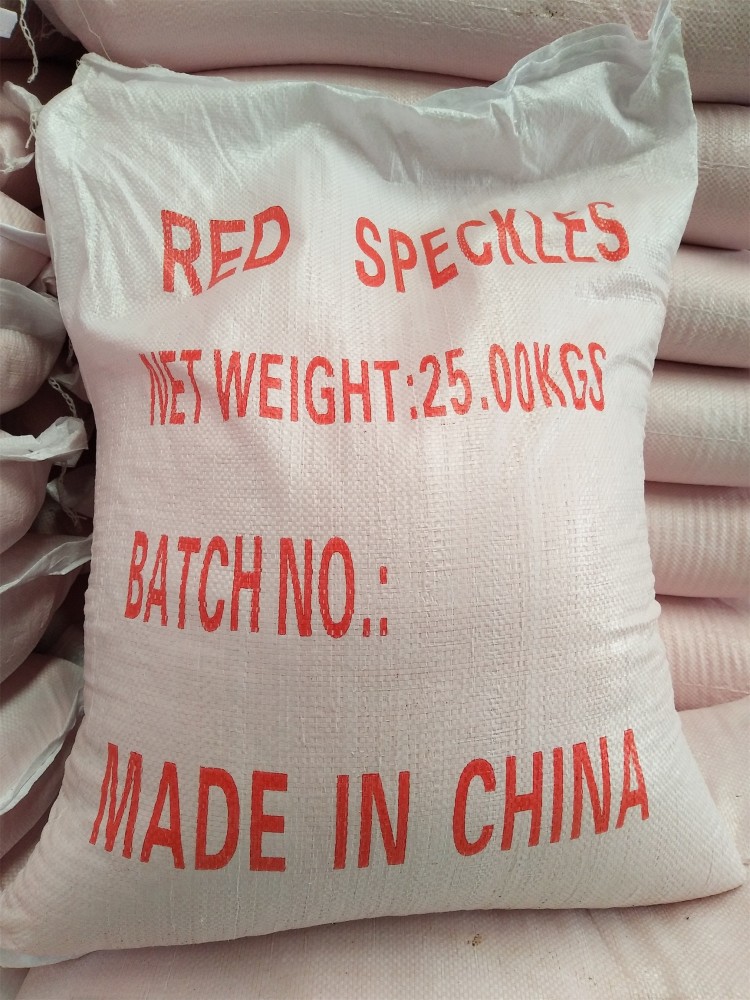 RED SPECKLES
NET WEIGHT:25.00KGS
BATCH NO.:
MADE IN CHINA